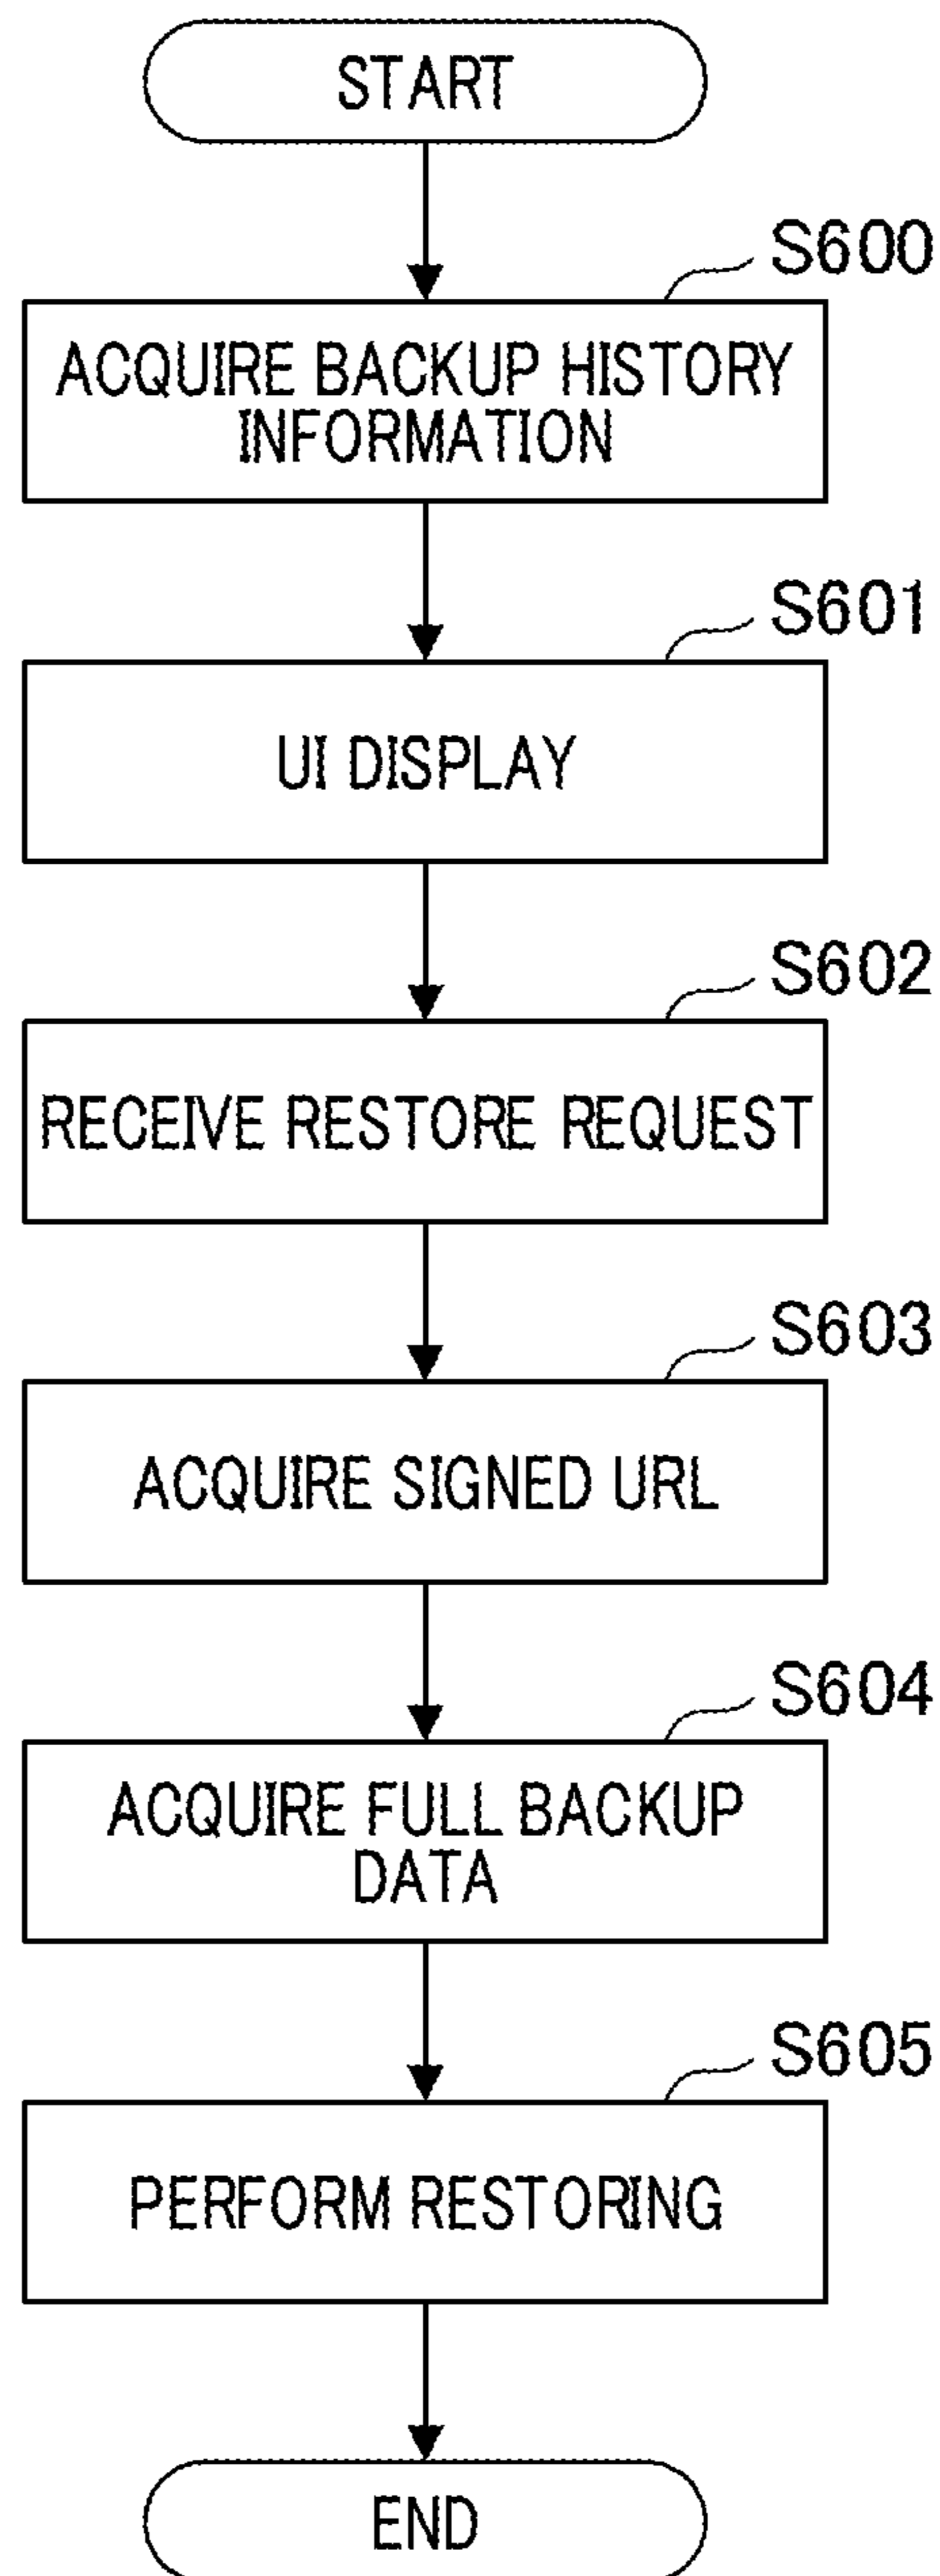 START
S600
ACQUIRE BACKUP HISTORY
INFORMATION
S601
UI DISPLAY
S602
RECEIVE RESTORE REQUEST
S603
ACQUIRE SIGNED URL
S604
ACQUIRE FULL BACKUP
DATA
S605
PERFORM RESTORING
END